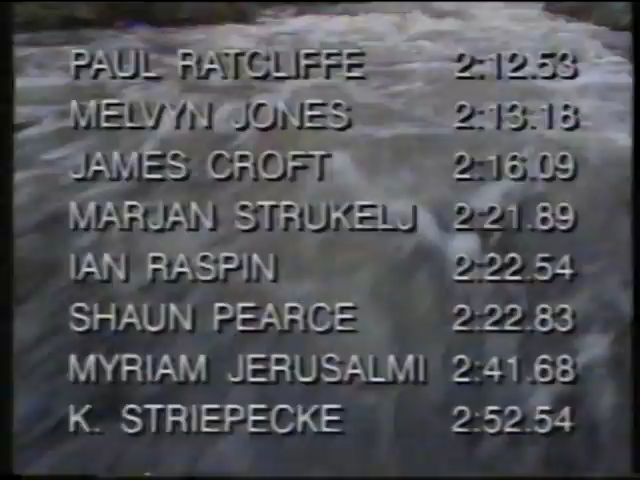 PAUL RATCLIFFE 2:12.53
MELVYN JONES 2:13.18
JAMES CROFT 2:16.09
MARJAN STRUKELJ 2:21.89
IAN RASPIN 2:22.54
SHAUN PEARCE 2:22.83
MYRIAM JERUSALMI 2:41.68
K. STRIEPECKE 2:52.54